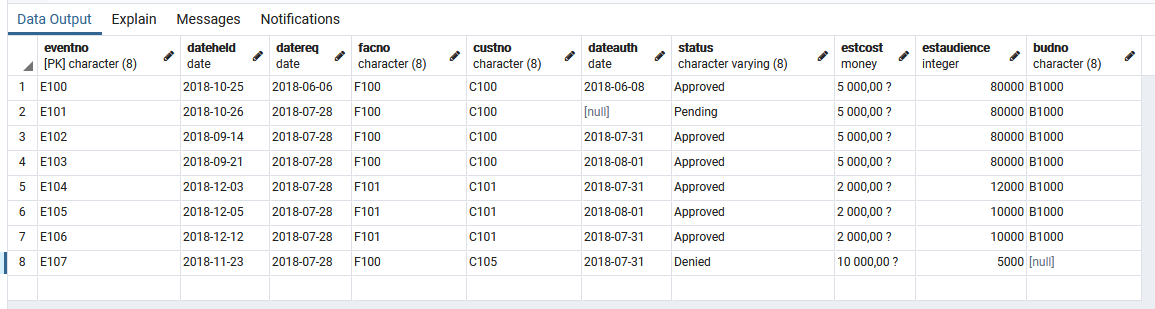 Data Output Explain Messages Notifications
eventno dateheld datereq facno custno dateauth status estcost estaudience budno
[PK] character (8) date date character (8) character (8) date character varying (8) money integer character (8)
1 E100 2018-10-25 2018-06-06 F100 C100 2018-06-08 Approved 5 000,00 ? 80000 B1000
2 E101 2018-10-26 2018-07-28 F100 C100 [null] Pending 5 000,00 ? 80000 B1000
3 E102 2018-09-14 2018-07-28 F100 C100 2018-07-31 Approved 5 000,00 ? 80000 B1000
4 E103 2018-09-21 2018-07-28 F100 C100 2018-08-01 Approved 5 000,00 ? 80000 B1000
5 E104 2018-12-03 2018-07-28 F101 C101 2018-07-31 Approved 2 000,00 ? 12000 B1000
6 E105 2018-12-05 2018-07-28 F101 C101 2018-08-01 Approved 2 000,00 ? 10000 B1000
7 E106 2018-12-12 2018-07-28 F101 C101 2018-07-31 Approved 2 000,00 ? 10000 B1000
8 E107 2018-11-23 2018-07-28 F100 C105 2018-07-31 Denied 10 000,00 ? 5000 [null]